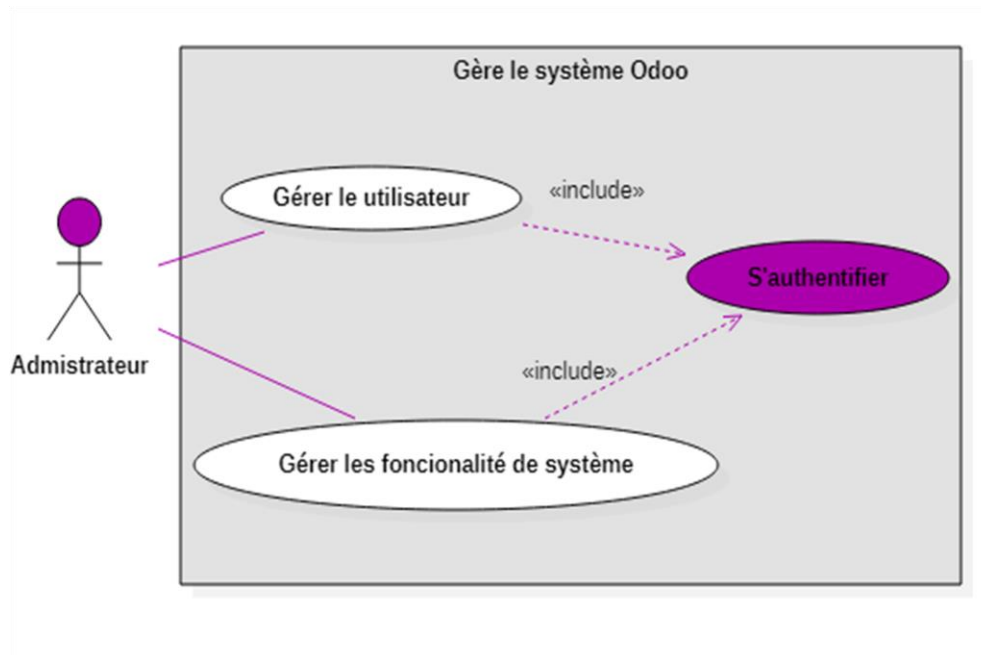 Gère le système Odoo
Gérer le utilisateur
«include»
S'authentifier
Admistrateur
«include»
Gérer les foncionalité de système